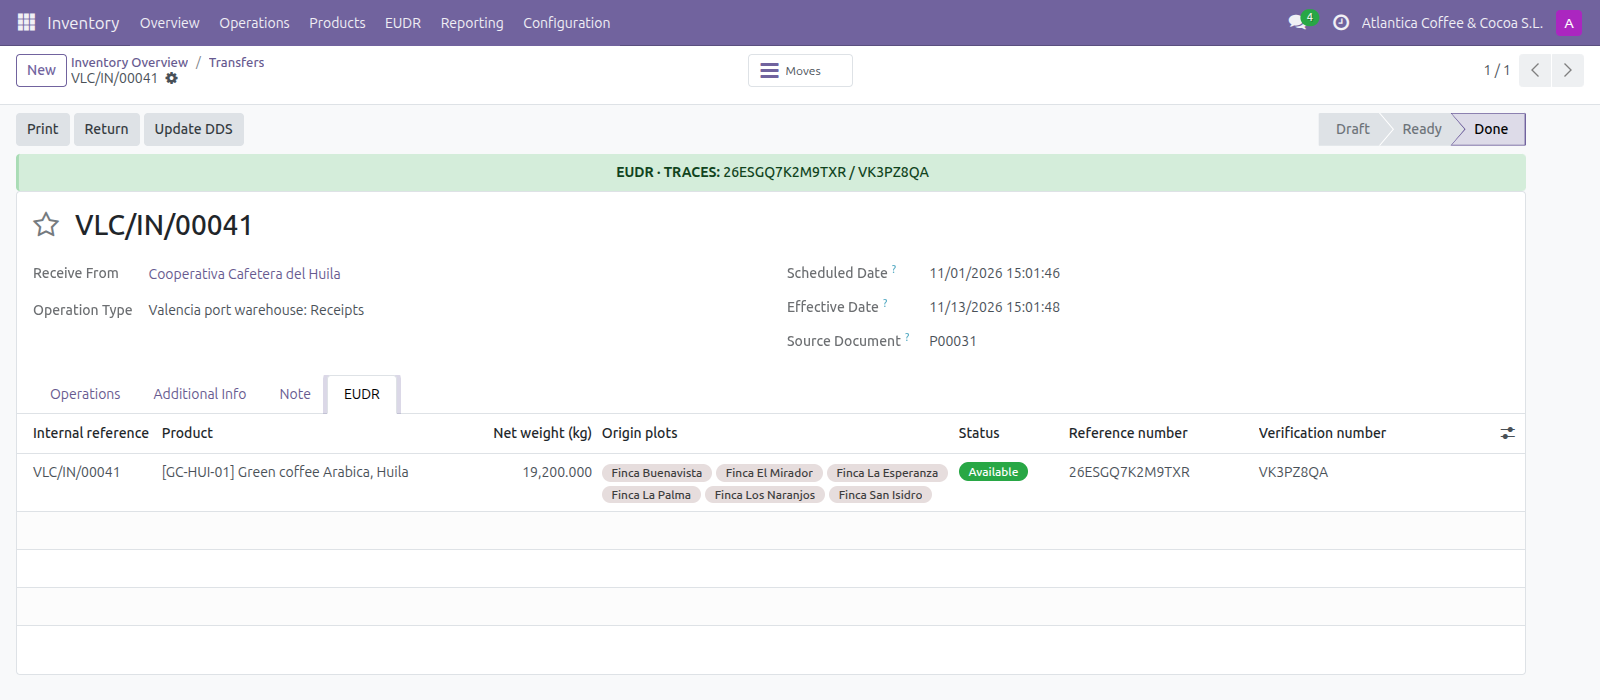 Inventory Overview Operations Products EUDR Reporting Configuration 4 Atlantica Coffee & Cocoa S.L. A
New Inventory Overview / Transfers
VLC/IN/00041
Moves
1 / 1
Print Return Update DDS Draft Ready Done
EUDR · TRACES: 26ESGQ7K2M9TXR / VK3PZ8QA
VLC/IN/00041
Receive From Cooperativa Cafetera del Huila
Operation Type Valencia port warehouse: Receipts
Scheduled Date ? 11/01/2026 15:01:46
Effective Date ? 11/13/2026 15:01:48
Source Document ? P00031
Operations Additional Info Note EUDR
Internal reference Product Net weight (kg) Origin plots Status Reference number Verification number
VLC/IN/00041 [GC-HUI-01] Green coffee Arabica, Huila 19,200.000 Finca Buenavista Finca El Mirador Finca La Esperanza Available 26ESGQ7K2M9TXR VK3PZ8QA
Finca La Palma Finca Los Naranjos Finca San Isidro